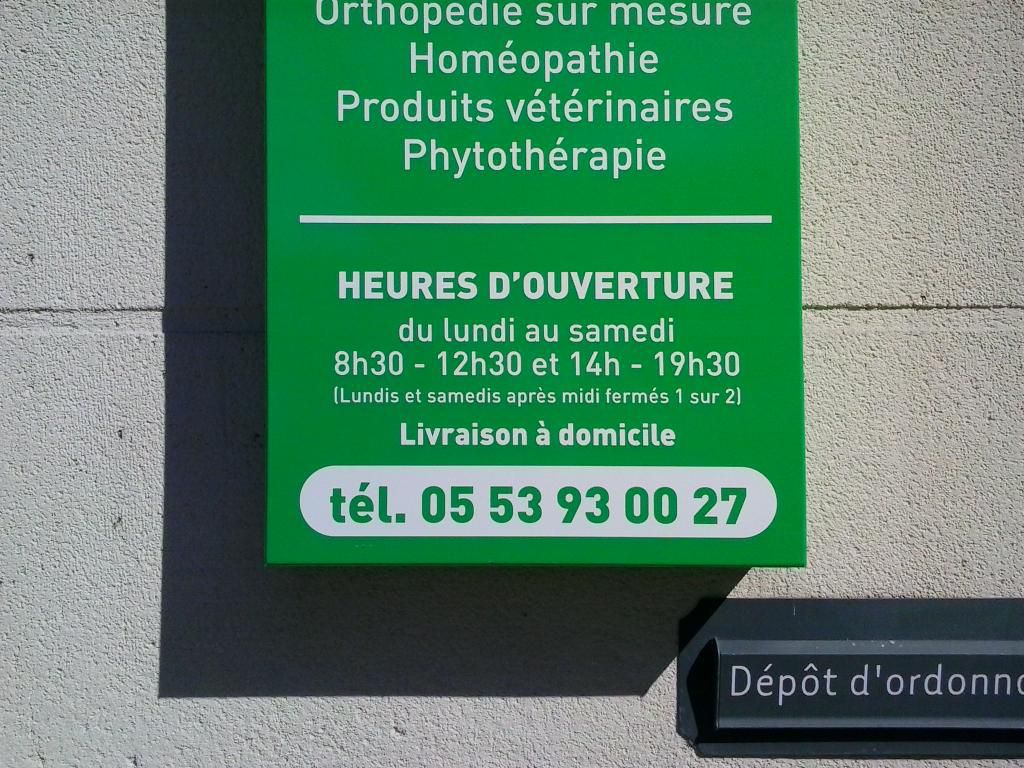 Orthopédie sur mesure
Homéopathie
Produits vétérinaires
Phytothérapie
HEURES D'OUVERTURE
du lundi au samedi
8h30 - 12h30 et 14h - 19h30
(Lundis et samedis après midi fermés 1 sur 2)
Livraison à domicile
tél. 05 53 93 00 27
Dépôt d'ordonn